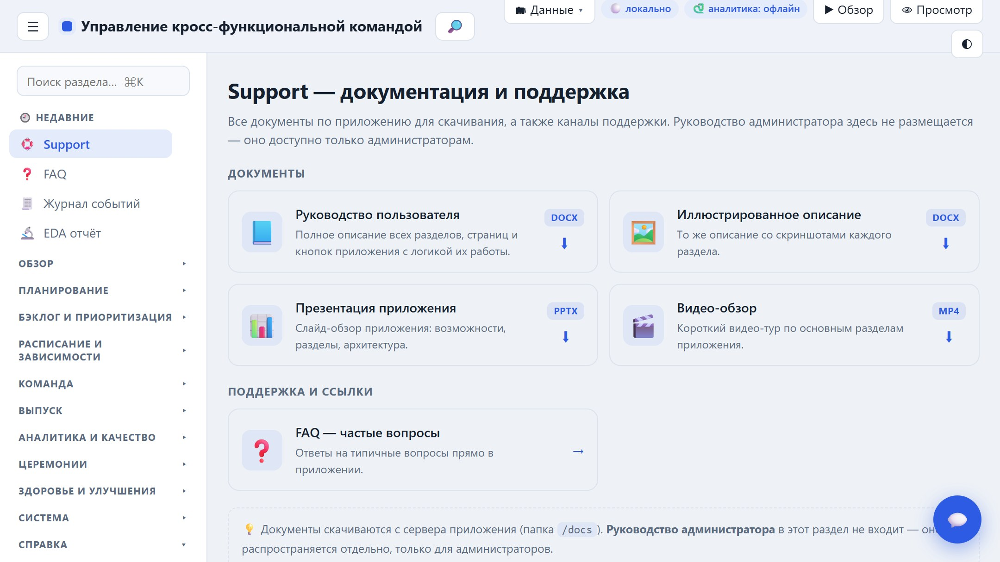 ☰ Управление кросс-функциональной командой
Данные ▾ локально аналитика: офлайн ▶ Обзор Просмотр
Поиск раздела... ⌘K
НЕДАВНИЕ
Support
FAQ
Журнал событий
EDA отчёт
ОБЗОР
ПЛАНИРОВАНИЕ
БЭКЛОГ И ПРИОРИТИЗАЦИЯ
РАСПИСАНИЕ И
ЗАВИСИМОСТИ
КОМАНДА
ВЫПУСК
АНАЛИТИКА И КАЧЕСТВО
ЦЕРЕМОНИИ
ЗДОРОВЬЕ И УЛУЧШЕНИЯ
СИСТЕМА
СПРАВКА
Support — документация и поддержка
Все документы по приложению для скачивания, а также каналы поддержки. Руководство администратора здесь не размещается
— оно доступно только администраторам.
ДОКУМЕНТЫ
Руководство пользователя
Полное описание всех разделов, страниц и
кнопок приложения с логикой их работы.
DOCX
Иллюстрированное описание
То же описание со скриншотами каждого
раздела.
DOCX
Презентация приложения
Слайд-обзор приложения: возможности,
разделы, архитектура.
PPTX
Видео-обзор
Короткий видео-тур по основным разделам
приложения.
MP4
ПОДДЕРЖКА И ССЫЛКИ
FAQ — частые вопросы
Ответы на типичные вопросы прямо в
приложении.
→
Документы скачиваются с сервера приложения (папка /docs). Руководство администратора в этот раздел не входит —
распространяется отдельно, только для администраторов.